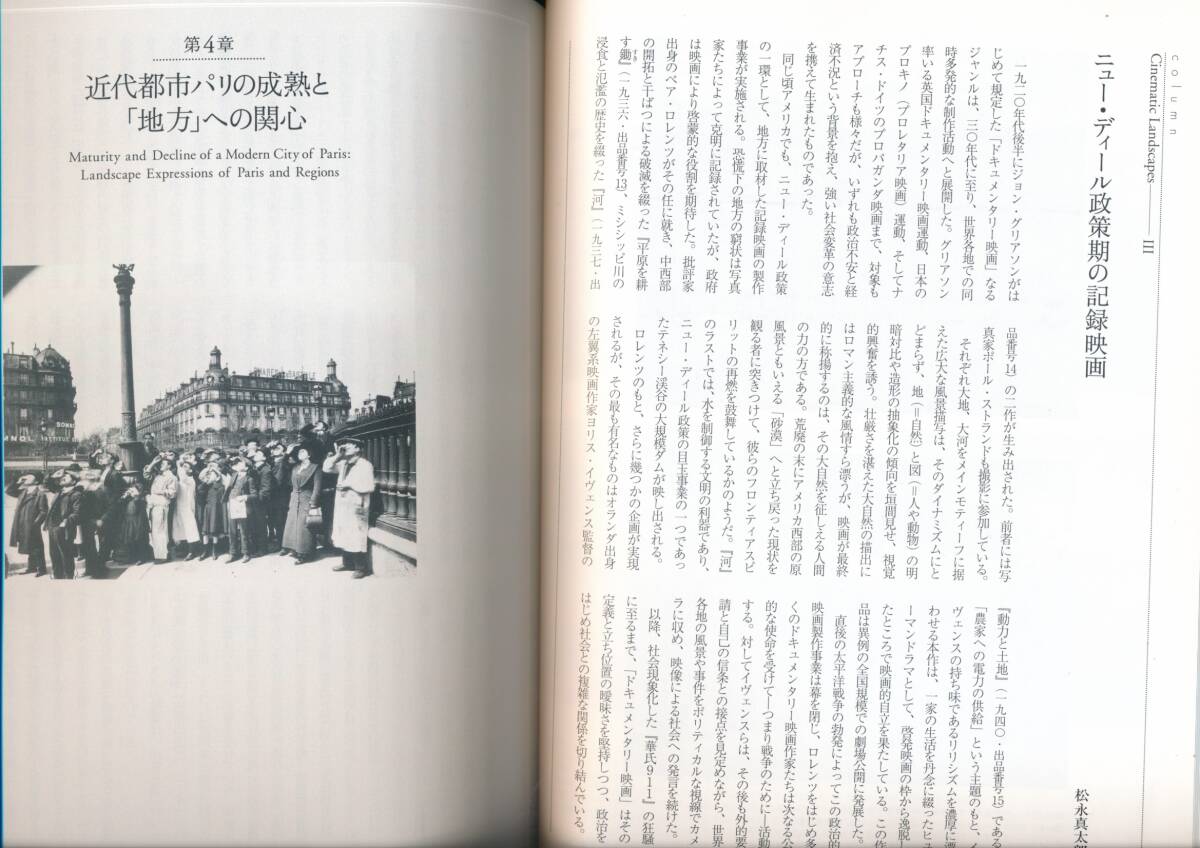 column
Cinematic Landscapes——III
ニュー・ディール政策期の記録映画
松永真太郎
一九二〇年代後半にジョン・グリアソンがは
じめて規定した「ドキュメンタリー映画」なる
ジャンルは、三〇年代に至り、世界各地での同
時多発的な制作活動へと展開した。グリアソン
率いる英国ドキュメンタリー映画運動、日本の
プロキノ（プロレタリア映画）運動、そしてナ
チス・ドイツのプロパガンダ映画まで、対象も
アプローチも様々だが、いずれも政治不安と経
済不況という背景を抱え、強い社会変革の意志
を携えて生まれたものであった。
同じ頃アメリカでも、ニュー・ディール政策
の一環として、地方に取材した記録映画の製作
事業が実施される。恐慌下の地方の窮状は写真
家たちによって克明に記録されていたが、政府
は映画により啓蒙的な役割を期待した。批評家
出身のペア・ロレンツがその任に就き、中西部
の開拓と干ばつによる破滅を綴った『平原を耕
す鋤』（一九三六・出品番号13）、ミシシッピ川の
浸食と氾濫の歴史を綴った『河』（一九三七・出
品番号14）の二作が生み出された。前者には写
真家ポール・ストランドも撮影に参加している。
それぞれ大地、大河をメインモティーフに据
えた広大な風景描写は、そのダイナミズムにと
どまらず、地（＝自然）と図（＝人や動物）の明
暗対比や造形の抽象化の傾向を垣間見せ、視覚
的興奮を誘う。壮厳さを湛えた大自然の描出に
はロマン主義的な風情すら漂うが、映画が最終
的に称揚するのは、その大自然を征しえる人間
の力の方である。荒廃の末にアメリカ西部の原
風景ともいえる「砂漠」へと立ち戻った現状を
観る者に突きつけて、彼らのフロンティアスピ
リットの再燃を鼓舞しているかのようだ。『河』
のラストでは、水を制御する文明の利器であり、
ニュー・ディール政策の目玉事業の一つであっ
たテネシー渓谷の大規模ダムが映し出される。
ロレンツのもと、さらに幾つかの企画が実現
されるが、その最も有名なものはオランダ出身
の左翼系映画作家ヨリス・イヴェンス監督の
『動力と土地』（一九四〇・出品番号15）である
「農家への電力の供給」という主題のもと、イ
ヴェンスの持ち味であるリリシズムを濃厚に漂
わせる本作は、一家の生活を丹念に綴ったヒュ
ーマンドラマとして、啓発映画の枠から逸脱し
たところで映画的自立を果たしている。この作
品は異例の全国規模での劇場公開に発展した。
直後の太平洋戦争の勃発によってこの政治的
映画製作事業は幕を閉じ、ロレンツをはじめ多
くのドキュメンタリー映画作家たちは次なる公
的な使命を受けて―つまり戦争のために―活動
する。対してイヴェンスらは、その後も外的要
請と自己の信条との接点を見定めながら、世界
各地の風景や事件をポリティカルな視線でカメ
ラに収め、映像による社会への発言を続けた。
以降、社会現象化した『華氏911』の狂騒
に至るまで、「ドキュメンタリー映画」はその
定義と立ち位置の曖昧さを堅持しつつ、政治を
はじめ社会との複雑な関係を切り結んでいる。
第4章
近代都市パリの成熟と
「地方」への関心
Maturity and Decline of a Modern City of Paris:
Landscape Expressions of Paris and Regions